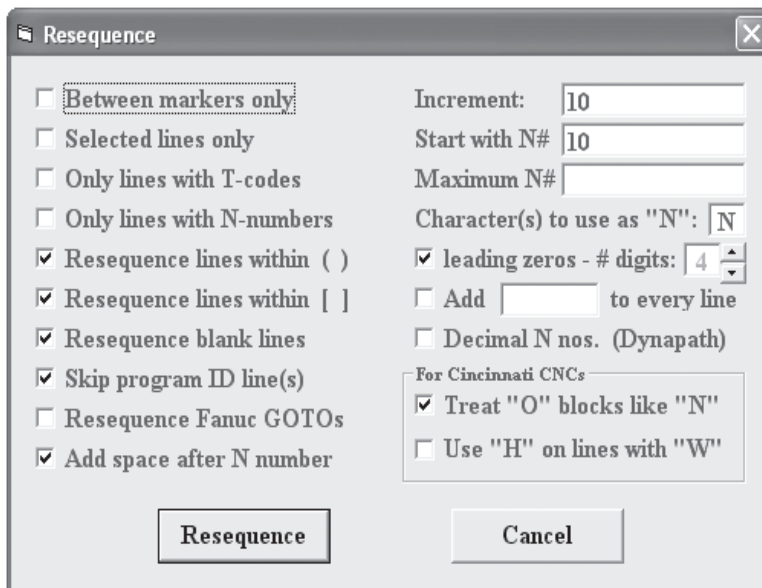 Resequence
Between markers only
Selected lines only
Only lines with T-codes
Only lines with N-numbers
Resequence lines within ( )
Resequence lines within [ ]
Resequence blank lines
Skip program ID line(s)
Resequence Fanuc GOTOs
Add space after N number
Increment: 10
Start with N# 10
Maximum N#
Character(s) to use as "N": N
leading zeros - # digits: 4
Add to every line
Decimal N nos. (Dynapath)
For Cincinnati CNCs
Treat "O" blocks like "N"
Use "H" on lines with "W"
Resequence
Cancel